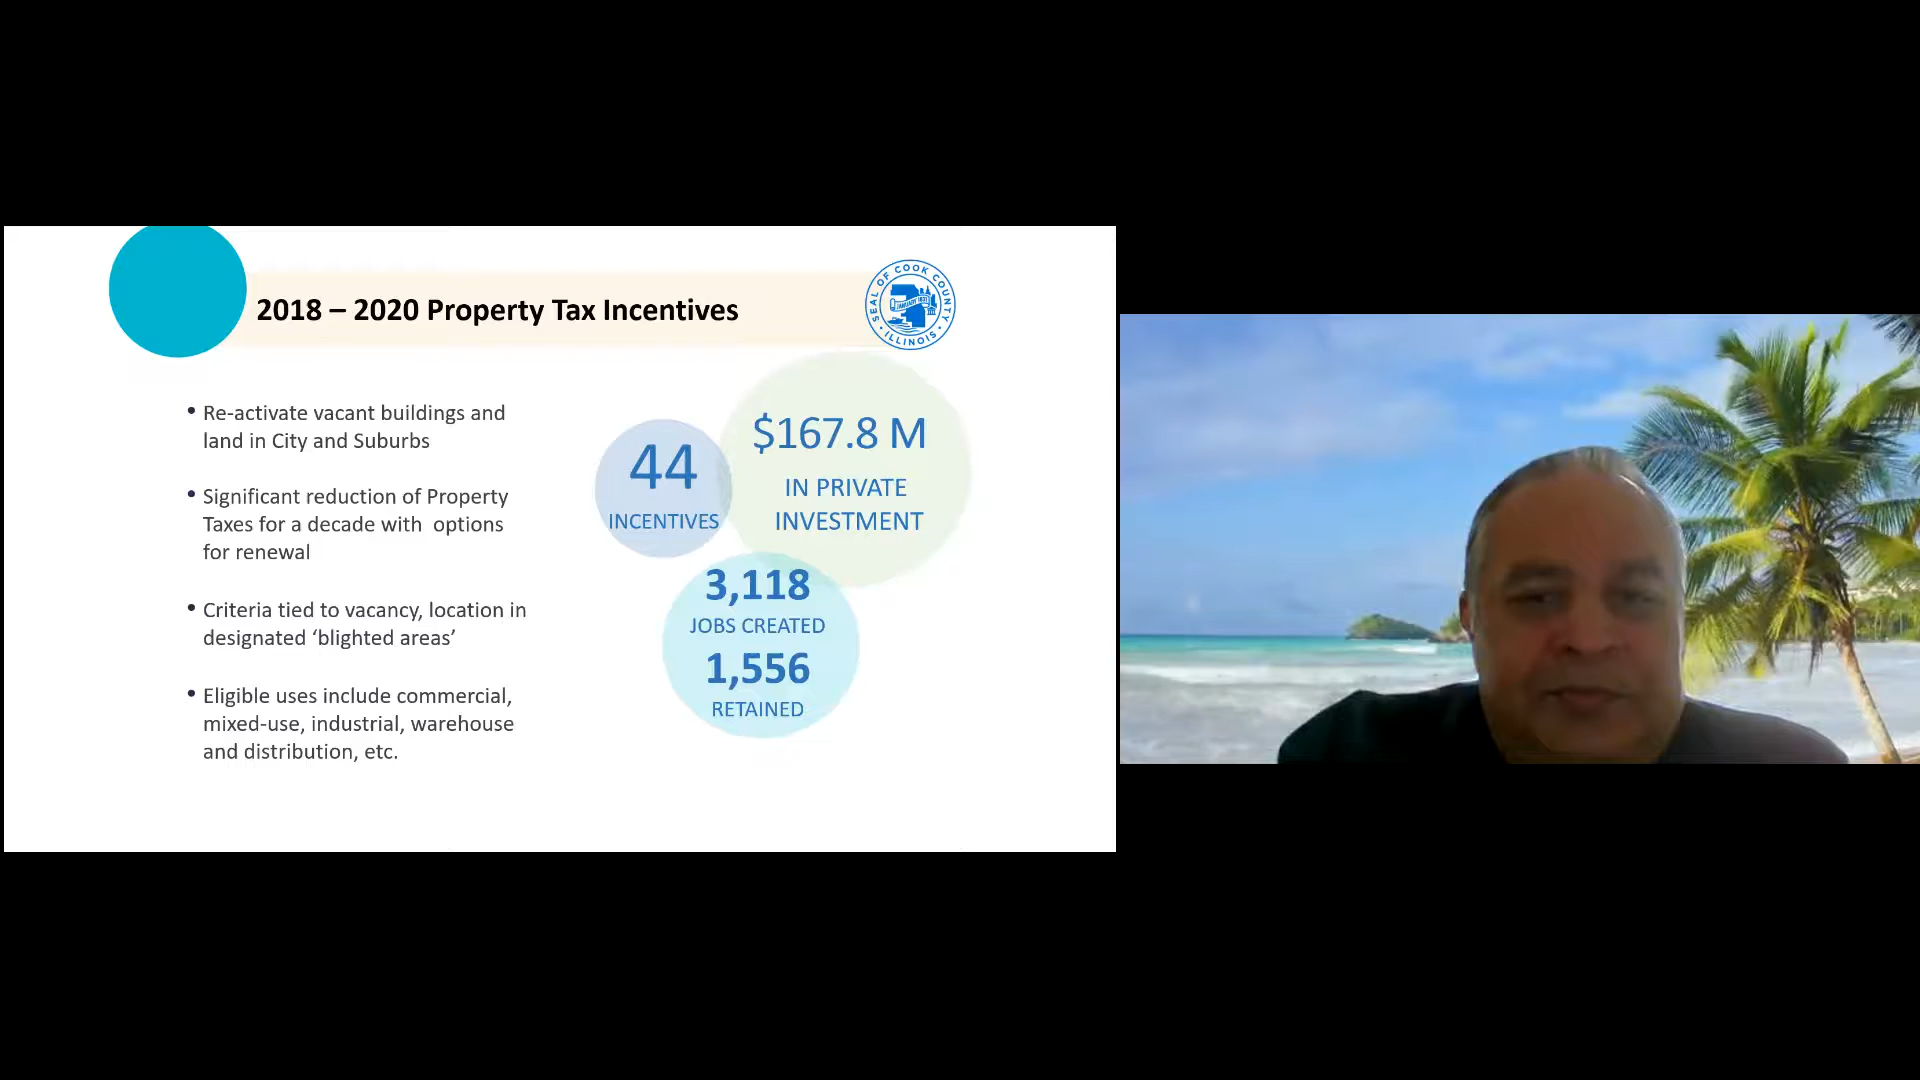 2018 – 2020 Property Tax Incentives
SEAL OF COOK COUNTY
ILLINOIS
JANUARY 1831
• Re-activate vacant buildings and
land in City and Suburbs
• Significant reduction of Property
Taxes for a decade with options
for renewal
• Criteria tied to vacancy, location in
designated ‘blighted areas’
• Eligible uses include commercial,
mixed-use, industrial, warehouse
and distribution, etc.
44
INCENTIVES
$167.8 M
IN PRIVATE
INVESTMENT
3,118
JOBS CREATED
1,556
RETAINED